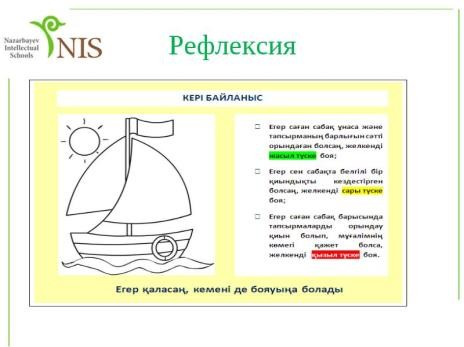 Nazarbayev
Intellectual
Schools
NIS
Рефлексия
КЕРІ БАЙЛАНЫС
Егер саған сабақ ұнаса және
тапсырманың барлығын сәтті
орындаған болсаң, желкенді
жасыл түске боя;
Егер сен сабақта белгілі бір
қиындықты кездестірген
болсаң, желкенді сары түске
боя;
Егер саған сабақ барысында
тапсырмаларды орындау
қиын болып, мұғалімнің
көмегі қажет болса,
желкенді қызыл түске боя.
Егер қаласаң, кемені де бояуыңа болады